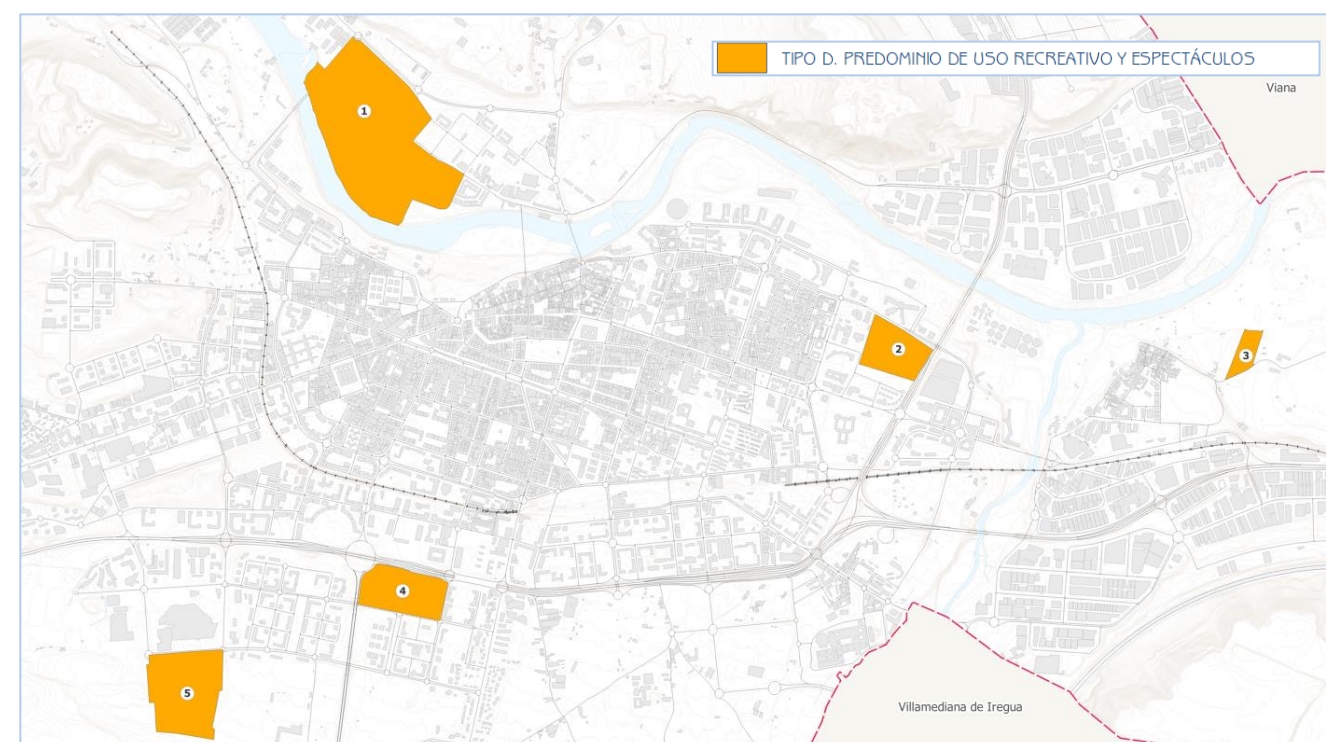 TIPO D. PREDOMINIO DE USO RECREATIVO Y ESPECTÁCULOS
Viana
1
2
3
4
5
Villamediana de Iregua